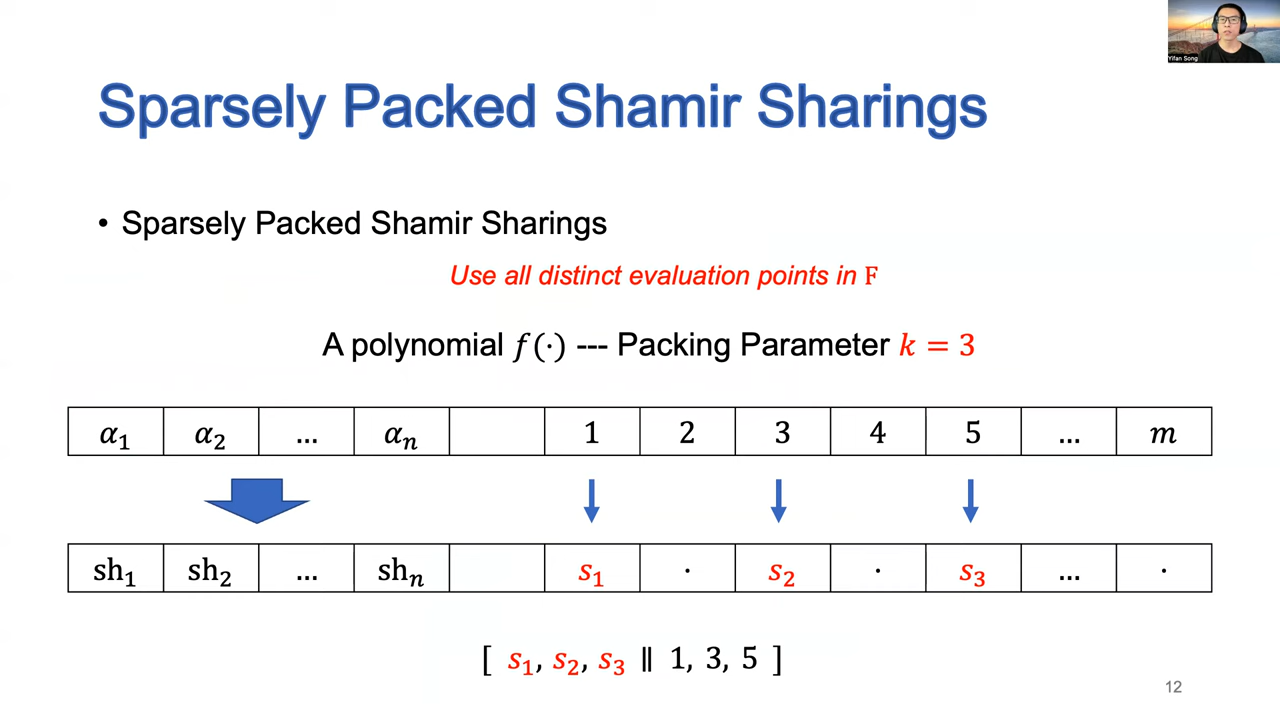 Yifan Song
Sparsely Packed Shamir Sharings
• Sparsely Packed Shamir Sharings
Use all distinct evaluation points in F
A polynomial f(·) --- Packing Parameter k = 3
α₁ α₂ ... αₙ 1 2 3 4 5 ... m
sh₁ sh₂ ... shₙ s₁ · s₂ · s₃ ... ·
[ s₁, s₂, s₃ ∥ 1, 3, 5 ]
12